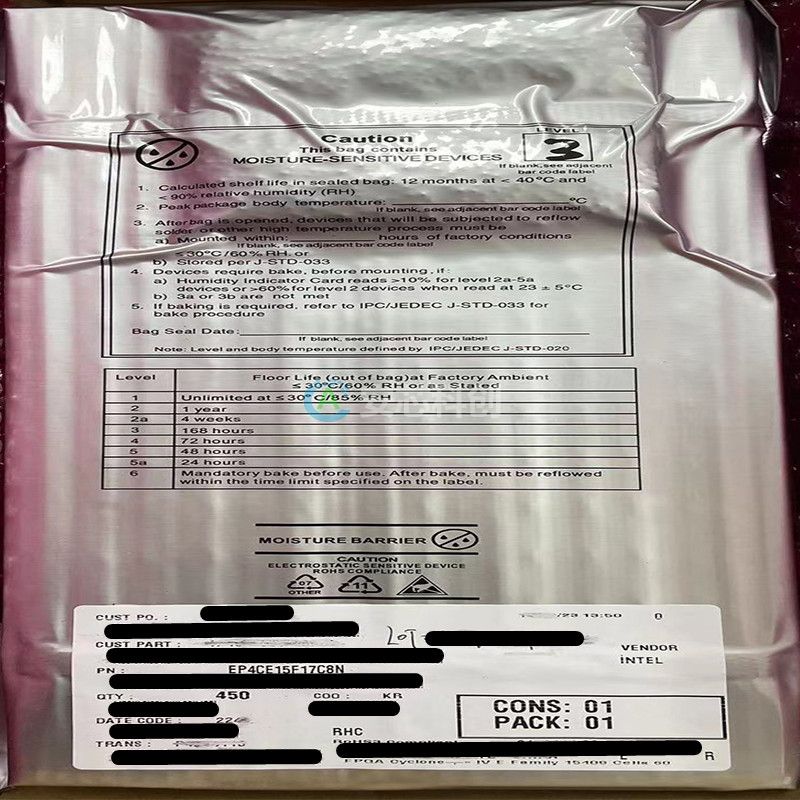 Caution
This bag contains
MOISTURE-SENSITIVE DEVICES
LEVEL
3
If blank, see adjacent
bar code label
1. Calculated shelf life in sealed bag: 12 months at < 40°C and
< 90% relative humidity (RH)
2. Peak package body temperature: °C
If blank, see adjacent bar code label
3. After bag is opened, devices that will be subjected to reflow
solder or other high temperature process must be
a) Mounted within: hours of factory conditions
If blank, see adjacent bar code label
≤ 30°C/60% RH, or
b) Stored per J-STD-033
4. Devices require bake, before mounting, if:
a) Humidity Indicator Card reads >10% for level 2a-5a
devices or >60% for level 2 devices when read at 23 ± 5°C
b) 3a or 3b are not met
5. If baking is required, refer to IPC/JEDEC J-STD-033 for
bake procedure
Bag Seal Date:
If blank, see adjacent bar code label
Note: Level and body temperature defined by IPC/JEDEC J-STD-020
Level Floor Life (out of bag) at Factory Ambient
≤ 30°C/60% RH or as Stated
1 Unlimited at ≤ 30°C/85% RH
2 1 year
2a 4 weeks
3 168 hours
4 72 hours
5 48 hours
5a 24 hours
6 Mandatory bake before use. After bake, must be reflowed
within the time limit specified on the label.
MOISTURE BARRIER
CAUTION
ELECTROSTATIC SENSITIVE DEVICE
ROHS COMPLIANCE
07
OTHER
11
CUST PO. : /23 13:50 0
CUST PART : Lot VENDOR
INTEL
PN : EP4CE15F17C8N
QTY : 450 COO : KR
CONS: 01
PACK: 01
DATE CODE : 22
TRANS : RHC
R
FPGA Cyclone IV E Family 15408 Cells 60